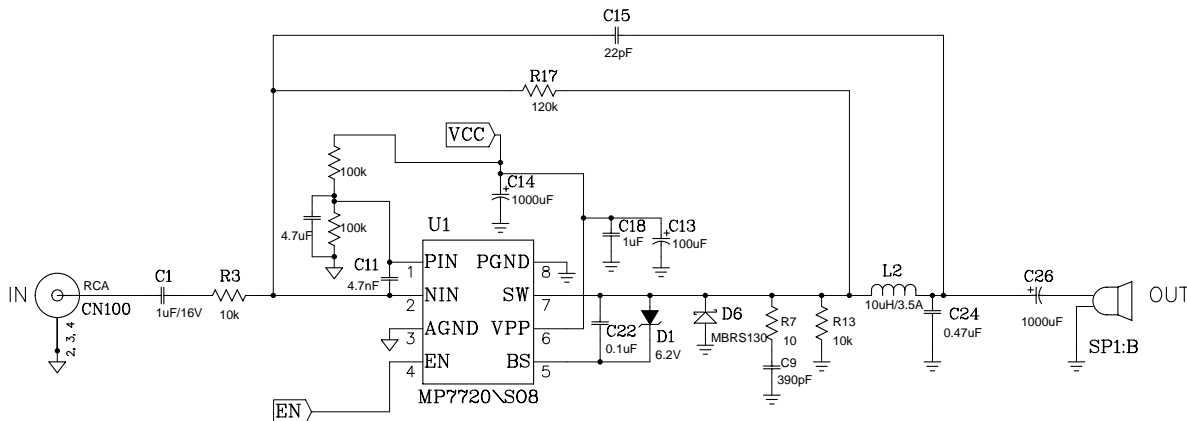 C15
22pF
R17
120k
VCC
100k
C14
1000uF
4.7uF
100k
U1
C18
1uF
C13
100uF
C11
4.7nF
PIN
1
PGND
8
IN
RCA
CN100
2, 3, 4
C1
1uF/16V
R3
10k
NIN
2
SW
7
L2
10uH/3.5A
C26
1000uF
OUT
AGND
3
VPP
6
C22
0.1uF
D1
6.2V
D6
MBRS130
R7
10
R13
10k
C24
0.47uF
SP1:B
EN
4
BS
5
C9
390pF
MP7720\SO8
EN
+
+
+